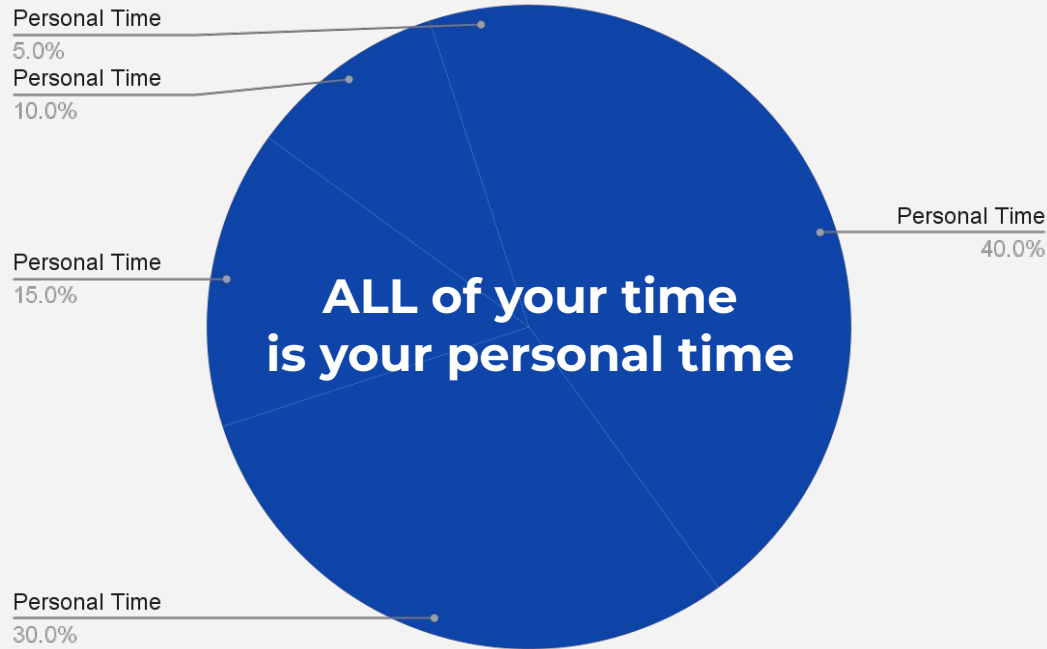 Personal Time
5.0%
Personal Time
10.0%
Personal Time
40.0%
Personal Time
15.0%
ALL of your time
is your personal time
Personal Time
30.0%